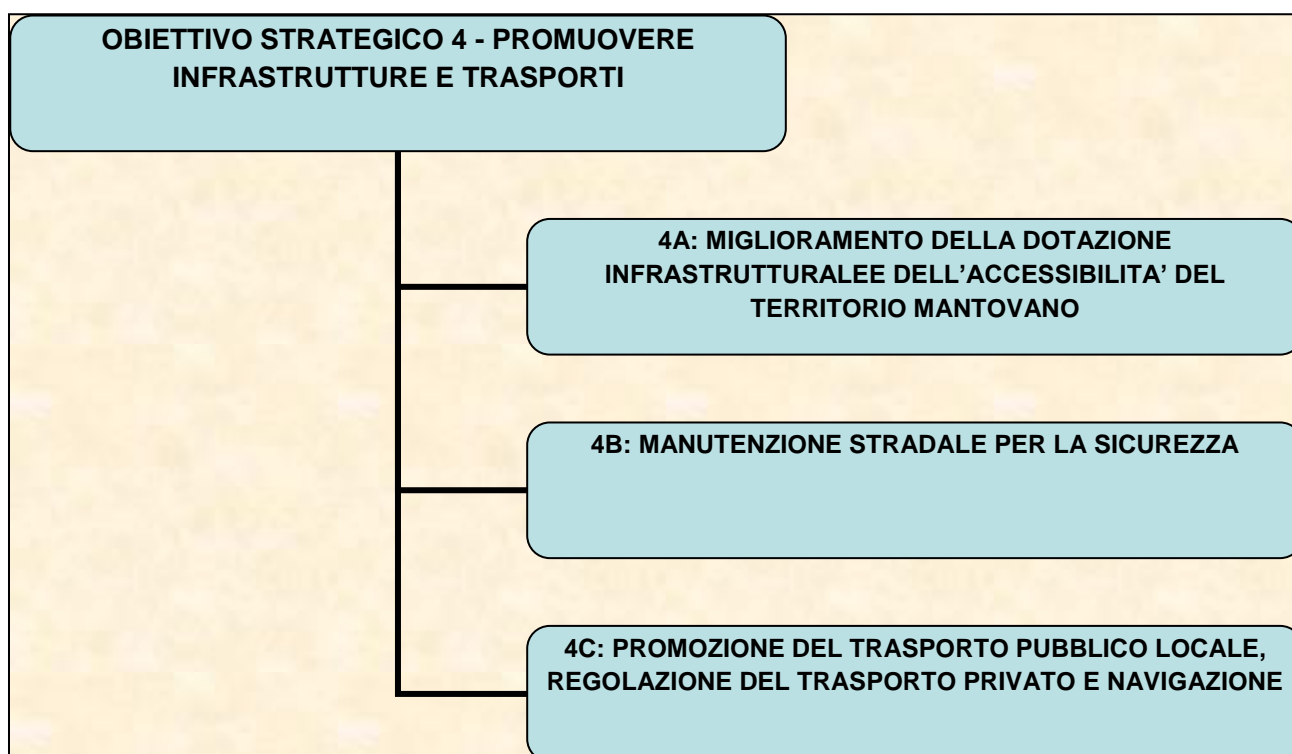 OBIETTIVO STRATEGICO 4 - PROMUOVERE
INFRASTRUTTURE E TRASPORTI
4A: MIGLIORAMENTO DELLA DOTAZIONE
INFRASTRUTTURALEE DELL’ACCESSIBILITA’ DEL
TERRITORIO MANTOVANO
4B: MANUTENZIONE STRADALE PER LA SICUREZZA
4C: PROMOZIONE DEL TRASPORTO PUBBLICO LOCALE,
REGOLAZIONE DEL TRASPORTO PRIVATO E NAVIGAZIONE